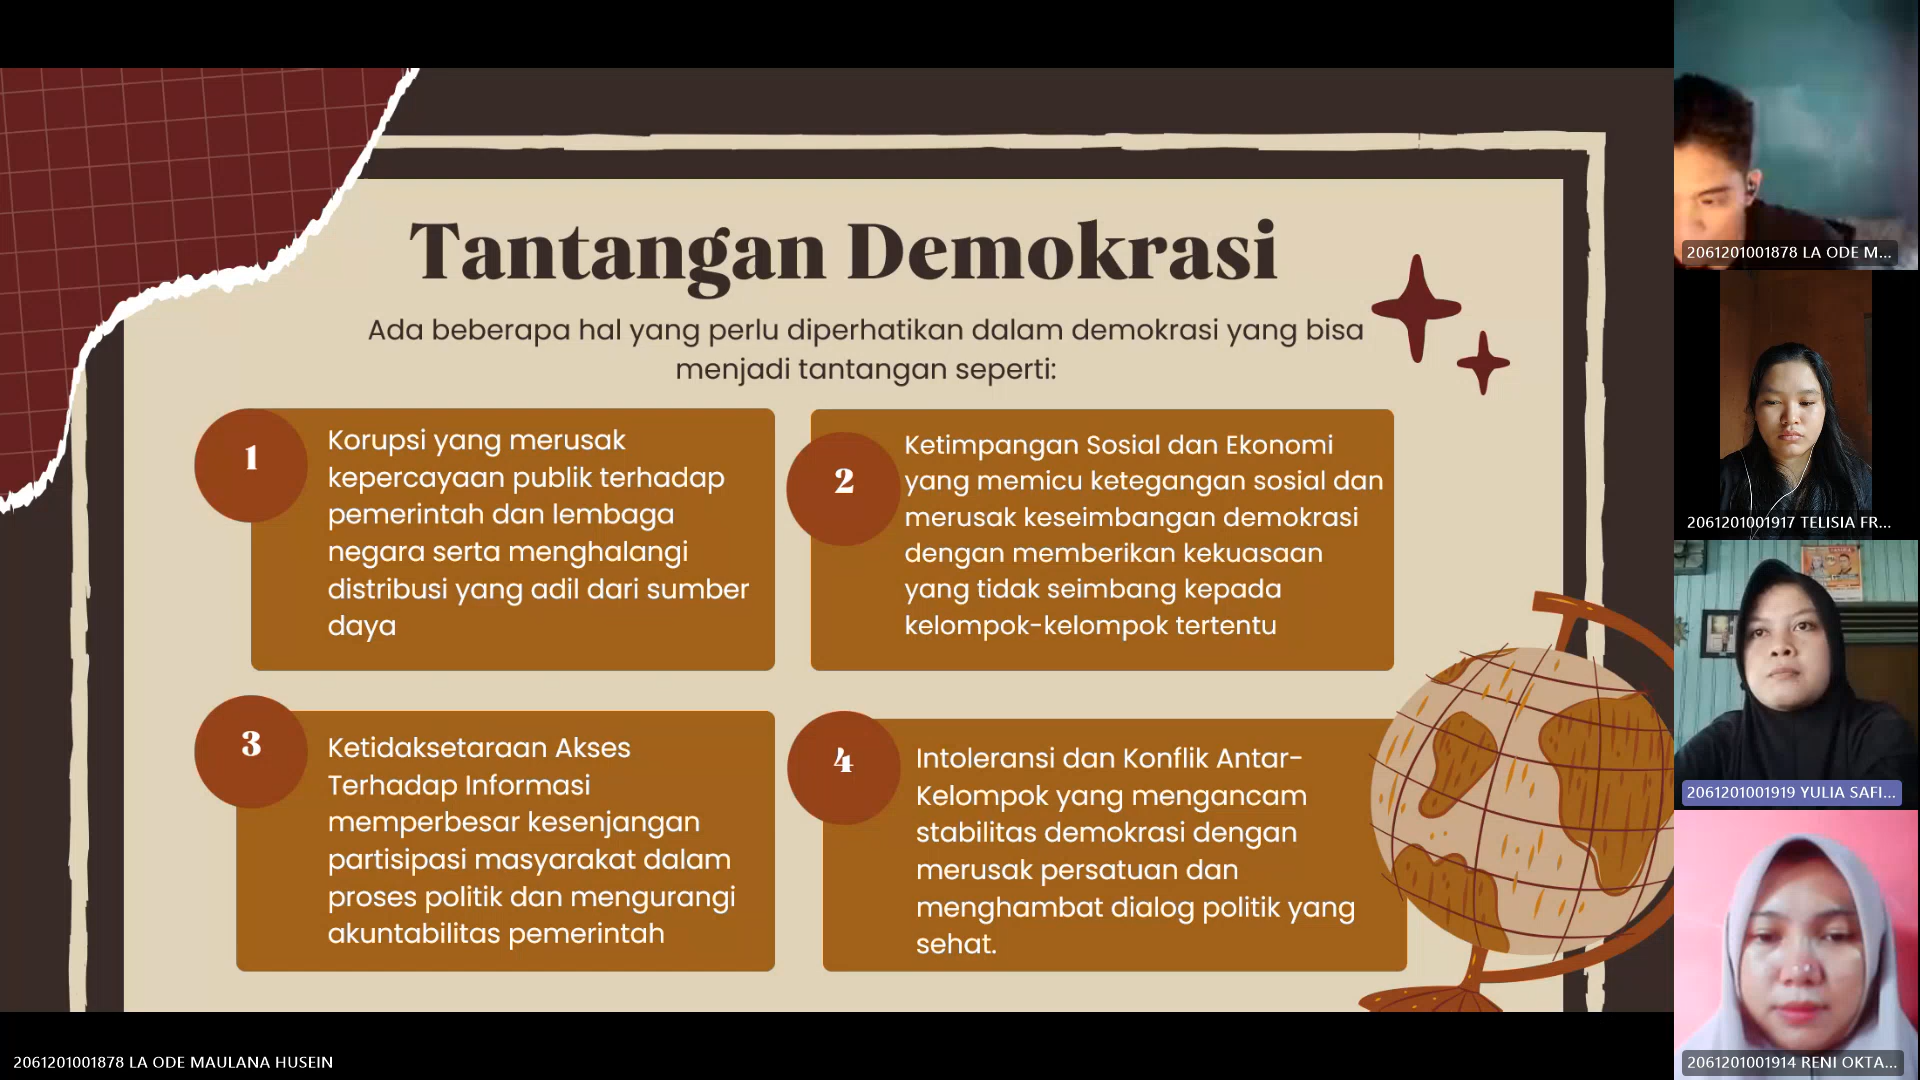 Tantangan Demokrasi
Ada beberapa hal yang perlu diperhatikan dalam demokrasi yang bisa
menjadi tantangan seperti:
1
Korupsi yang merusak
kepercayaan publik terhadap
pemerintah dan lembaga
negara serta menghalangi
distribusi yang adil dari sumber
daya
2
Ketimpangan Sosial dan Ekonomi
yang memicu ketegangan sosial dan
merusak keseimbangan demokrasi
dengan memberikan kekuasaan
yang tidak seimbang kepada
kelompok-kelompok tertentu
3
Ketidaksetaraan Akses
Terhadap Informasi
memperbesar kesenjangan
partisipasi masyarakat dalam
proses politik dan mengurangi
akuntabilitas pemerintah
4
Intoleransi dan Konflik Antar-
Kelompok yang mengancam
stabilitas demokrasi dengan
merusak persatuan dan
menghambat dialog politik yang
sehat.
2061201001878 LA ODE MAULANA HUSEIN
2061201001878 LA ODE M...
2061201001917 TELISIA FR...
2061201001919 YULIA SAFI...
2061201001914 RENI OKTA...